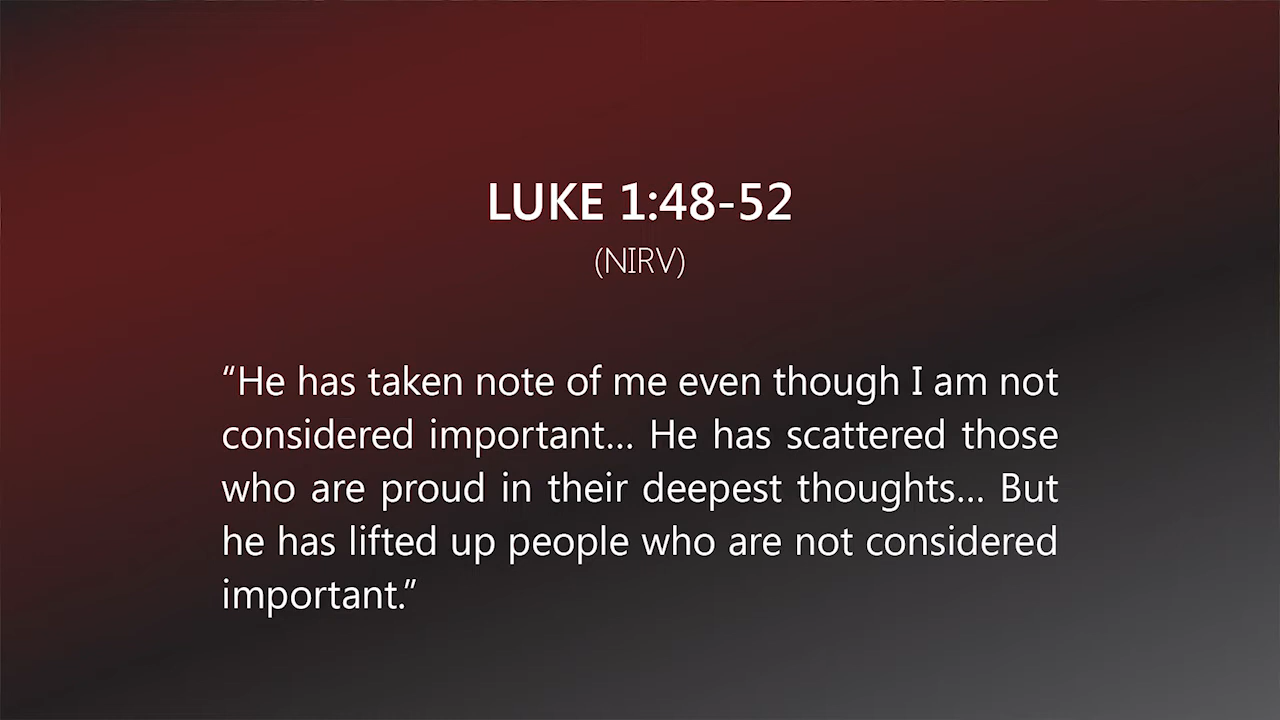 LUKE 1:48-52
(NIRV)
“He has taken note of me even though I am not
considered important... He has scattered those
who are proud in their deepest thoughts... But
he has lifted up people who are not considered
important.”